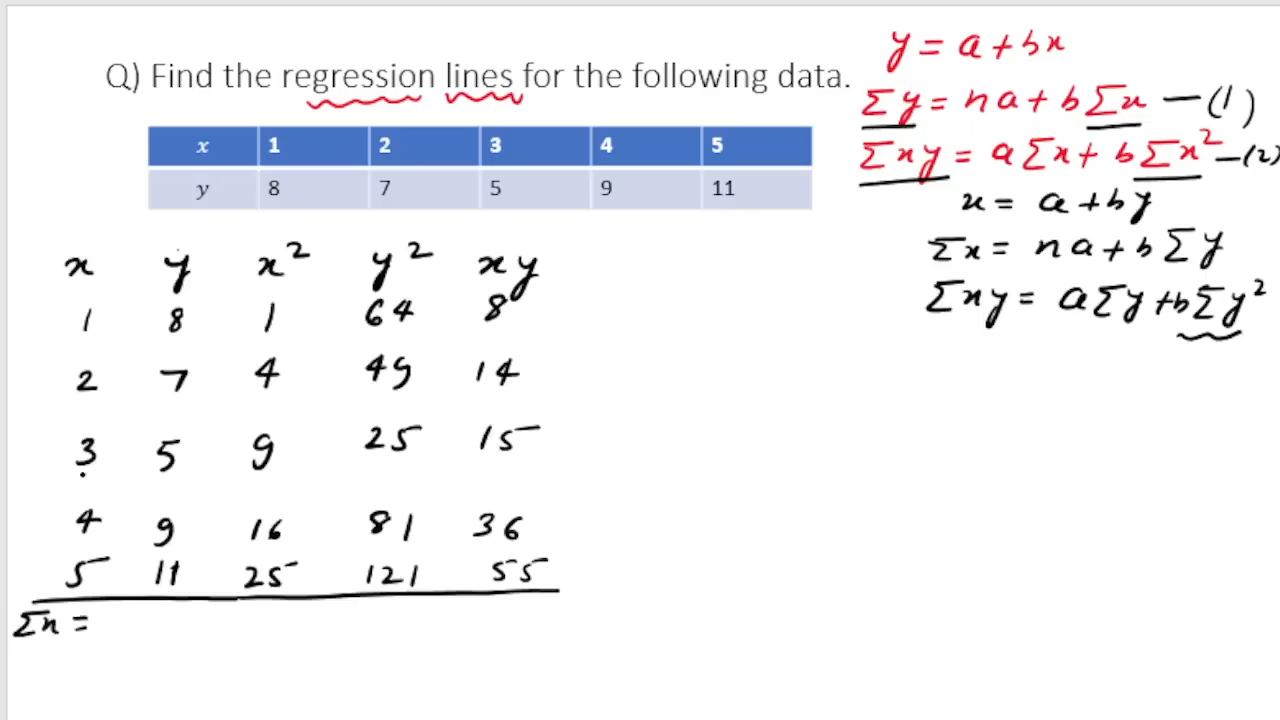 Q) Find the regression lines for the following data.
x 1 2 3 4 5
y 8 7 5 9 11
y = a + bx
Σy = na + bΣx — (1)
Σxy = aΣx + bΣx² — (2)
x = a + by
Σx = na + bΣy
Σxy = aΣy + bΣy²
x y x² y² xy
1 8 1 64 8
2 7 4 49 14
3 5 9 25 15
4 9 16 81 36
5 11 25 121 55
Σx =